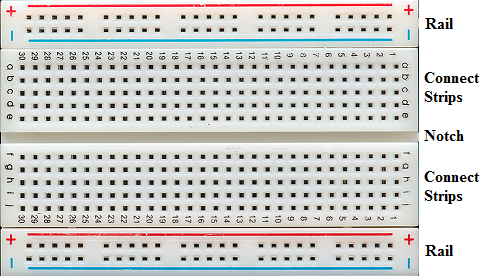 + +
Rail
– –
30 29 28 27 26 25 24 23 22 21 20 19 18 17 16 15 14 13 12 11 10 9 8 7 6 5 4 3 2 1
a a
b b Connect
c c Strips
d d
e e
Notch
f f
g g Connect
h h Strips
i i
j j
30 29 28 27 26 25 24 23 22 21 20 19 18 17 16 15 14 13 12 11 10 9 8 7 6 5 4 3 2 1
+ +
Rail
– –